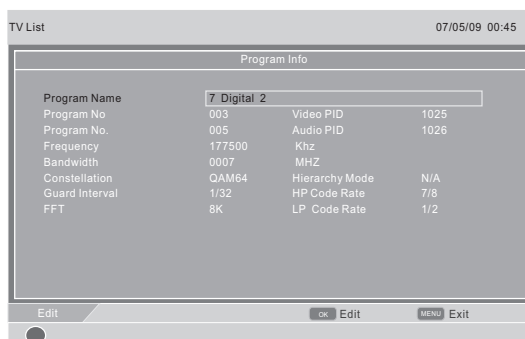 TV List 07/05/09 00:45
Program Info
Program Name 7 Digital 2
Program No 003 Video PID 1025
Program No. 005 Audio PID 1026
Frequency 177500 Khz
Bandwidth 0007 MHZ
Constellation QAM64 Hierarchy Mode N/A
Guard Interval 1/32 HP Code Rate 7/8
FFT 8K LP Code Rate 1/2
Edit OK Edit MENU Exit